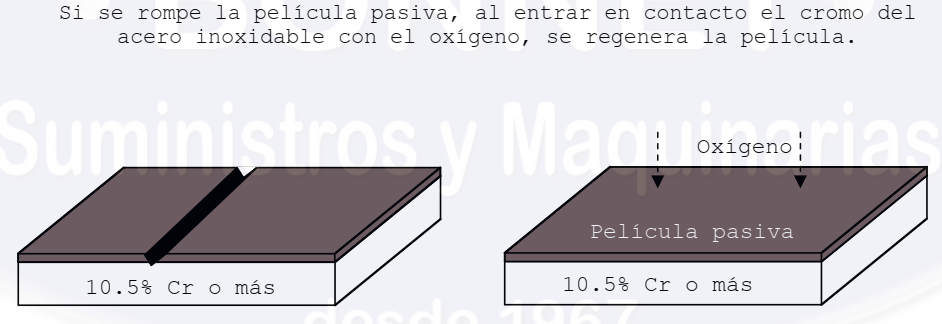 Si se rompe la película pasiva, al entrar en contacto el cromo del
acero inoxidable con el oxígeno, se regenera la película.
Suministros y Maquinarias
Oxígeno
Película pasiva
10.5% Cr o más
10.5% Cr o más
desde 1967